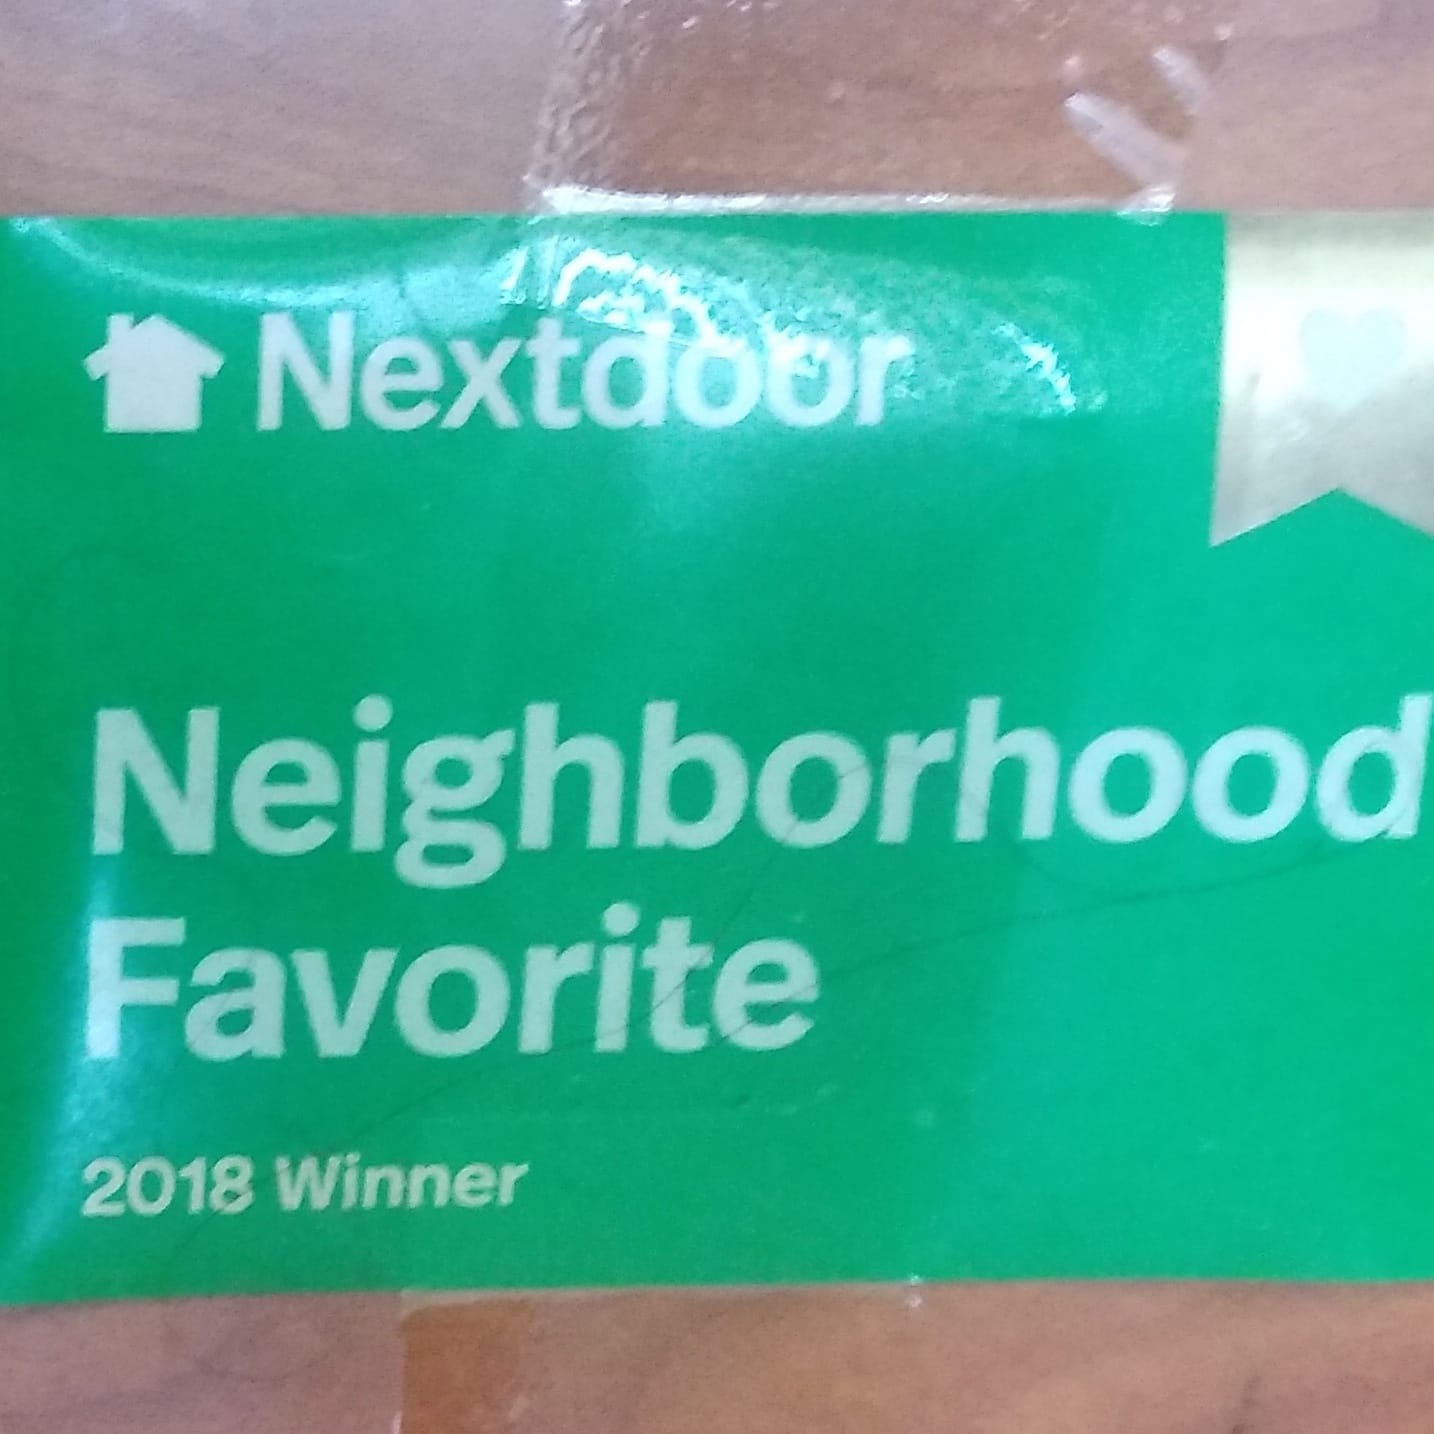 Nextdoor
Neighborhood
Favorite
2018 Winner